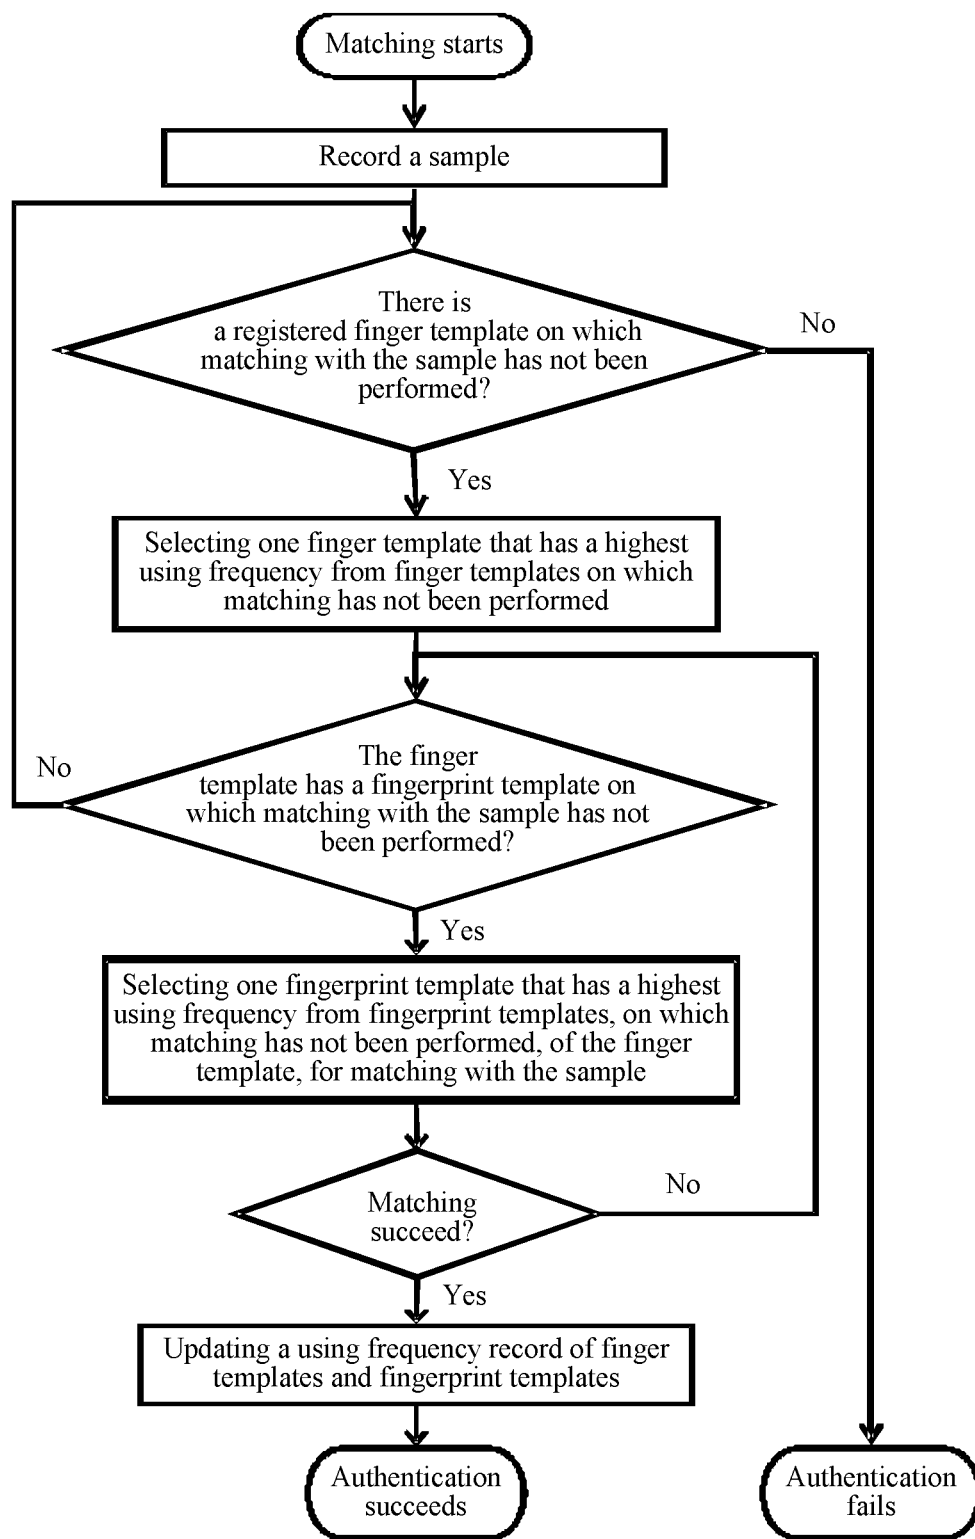 Matching starts
Record a sample
There is
a registered finger template on which
matching with the sample has not been
performed?
No
Yes
Selecting one finger template that has a highest
using frequency from finger templates on which
matching has not been performed
The finger
template has a fingerprint template on
which matching with the sample has not
been performed?
No
Yes
Selecting one fingerprint template that has a highest
using frequency from fingerprint templates, on which
matching has not been performed, of the finger
template, for matching with the sample
Matching
succeed?
No
Yes
Updating a using frequency record of finger
templates and fingerprint templates
Authentication
succeeds
Authentication
fails